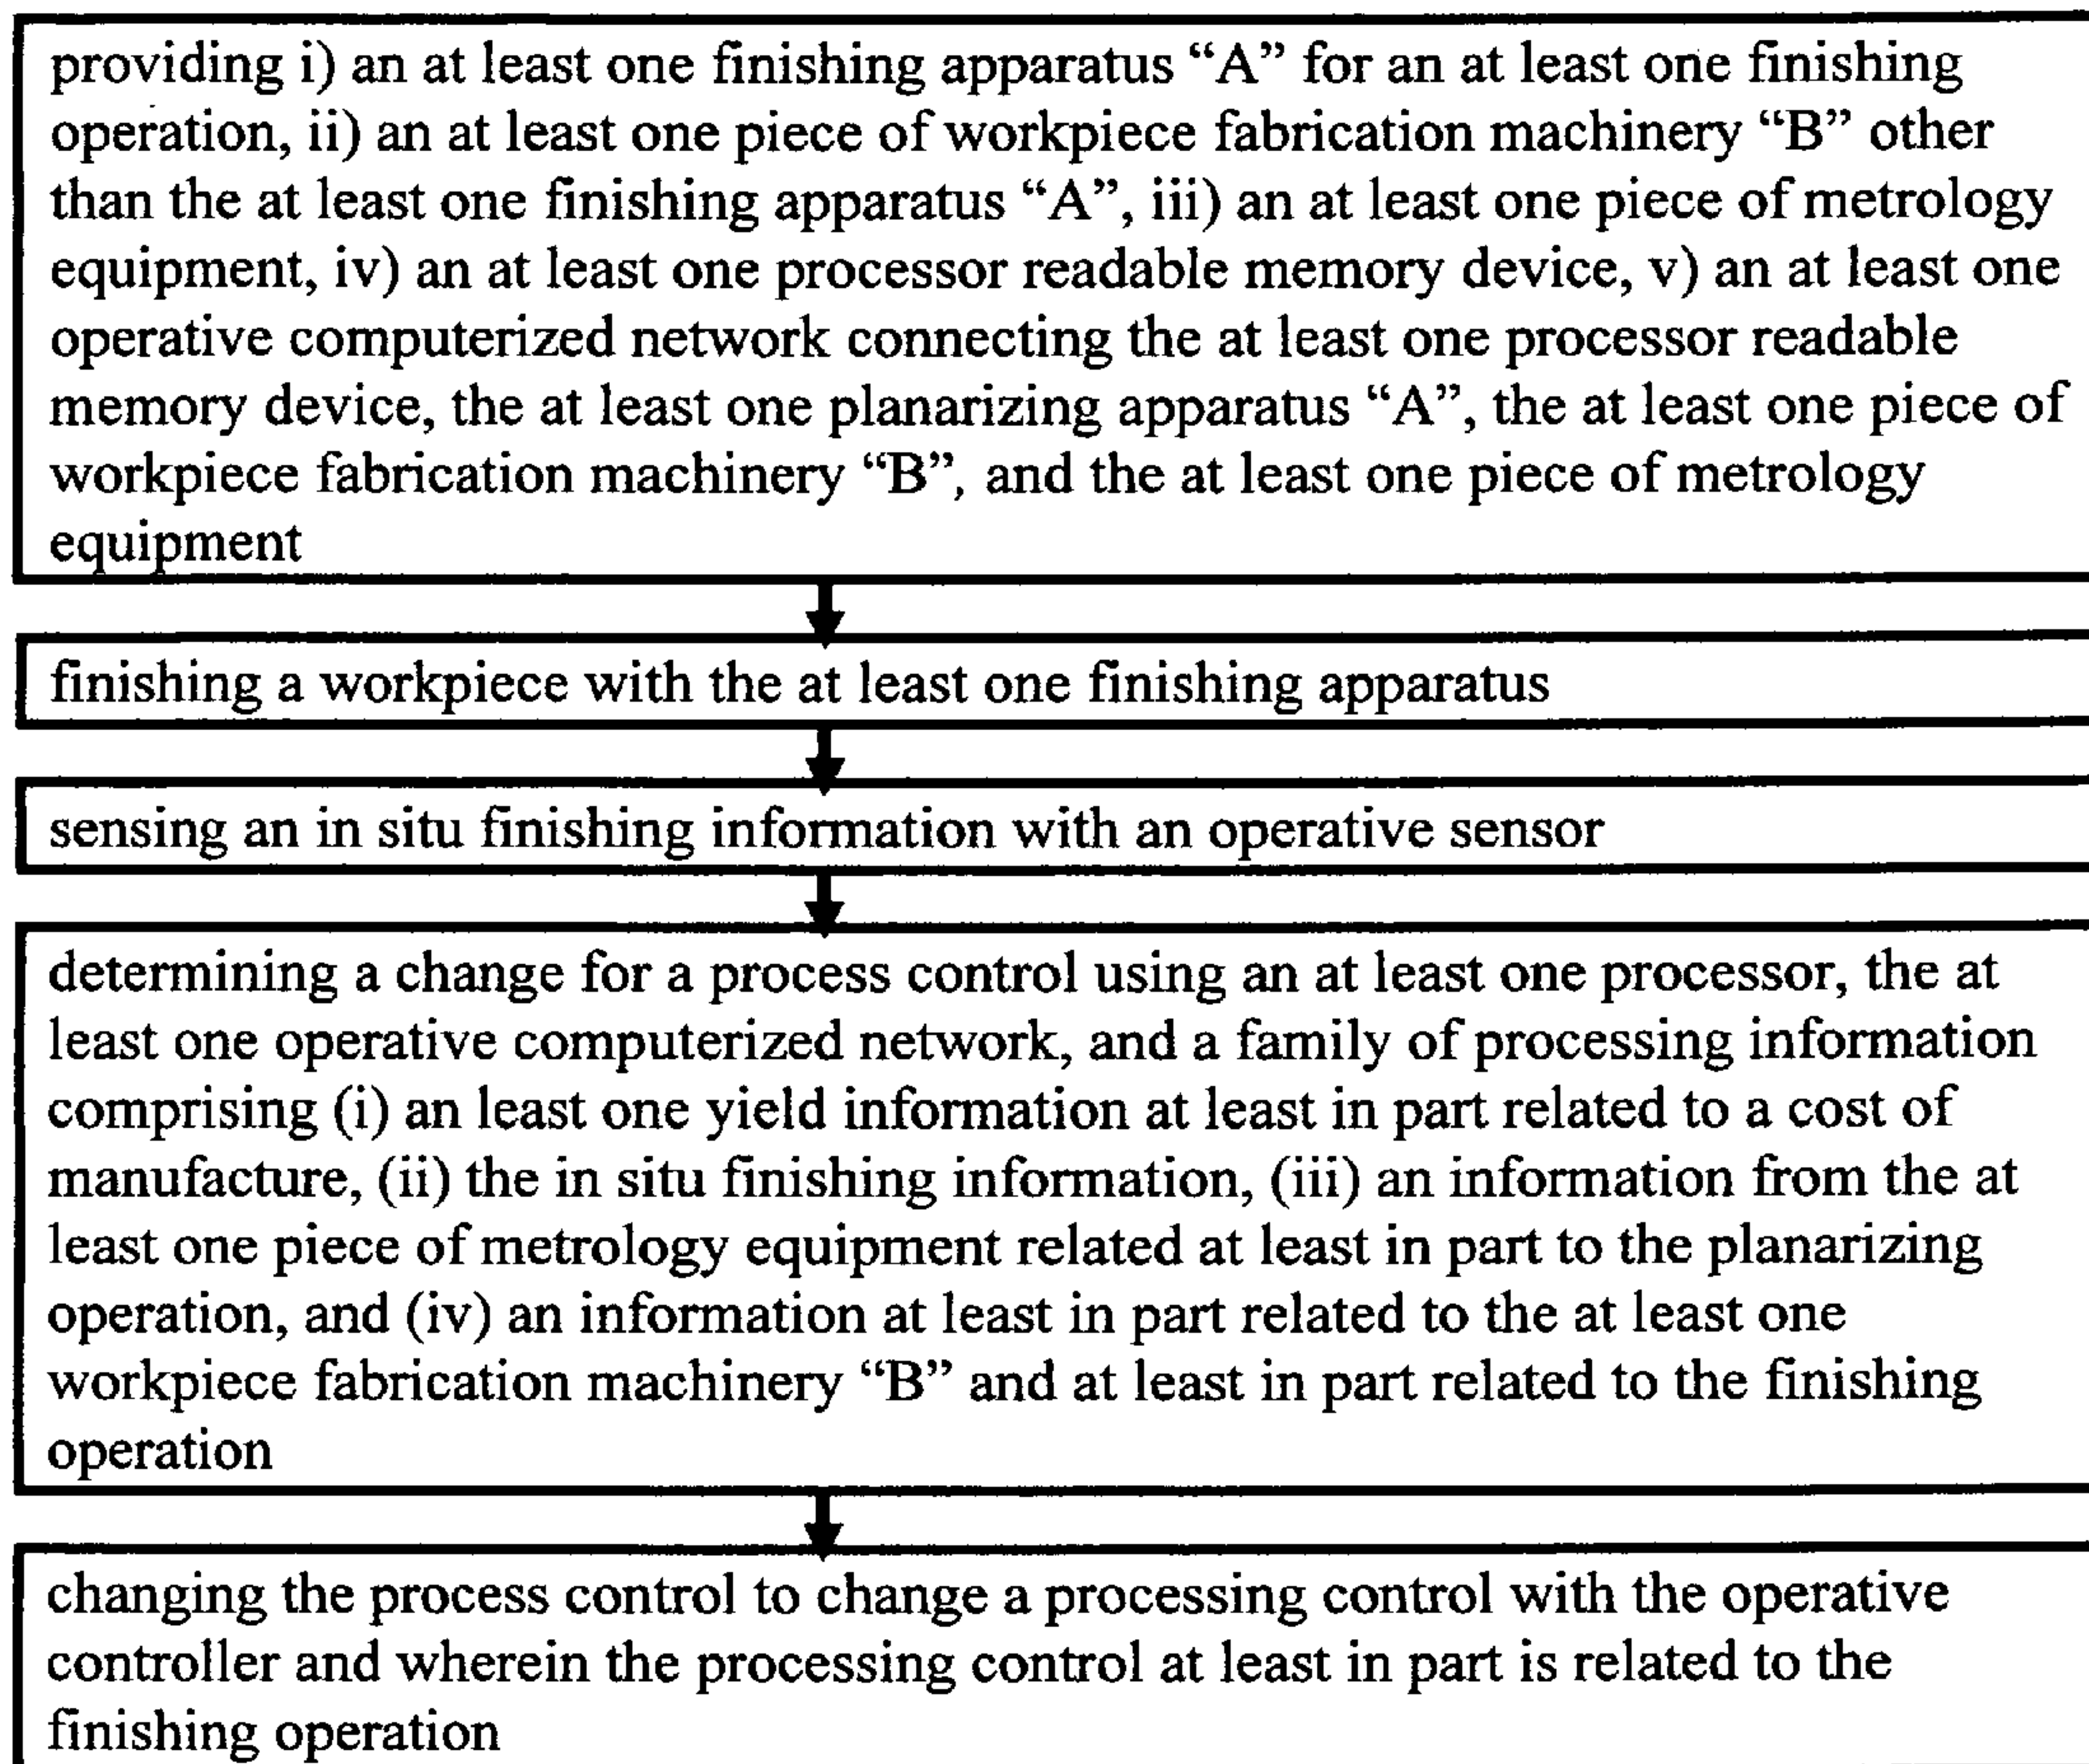 providing i) an at least one finishing apparatus “A” for an at least one finishing
operation, ii) an at least one piece of workpiece fabrication machinery “B” other
than the at least one finishing apparatus “A”, iii) an at least one piece of metrology
equipment, iv) an at least one processor readable memory device, v) an at least one
operative computerized network connecting the at least one processor readable
memory device, the at least one planarizing apparatus “A”, the at least one piece of
workpiece fabrication machinery “B”, and the at least one piece of metrology
equipment
finishing a workpiece with the at least one finishing apparatus
sensing an in situ finishing information with an operative sensor
determining a change for a process control using an at least one processor, the at
least one operative computerized network, and a family of processing information
comprising (i) an least one yield information at least in part related to a cost of
manufacture, (ii) the in situ finishing information, (iii) an information from the at
least one piece of metrology equipment related at least in part to the planarizing
operation, and (iv) an information at least in part related to the at least one
workpiece fabrication machinery “B” and at least in part related to the finishing
operation
changing the process control to change a processing control with the operative
controller and wherein the processing control at least in part is related to the
finishing operation